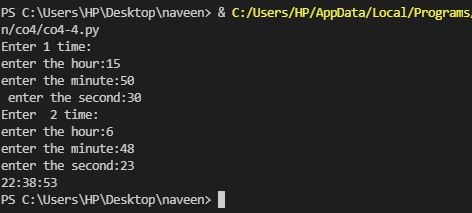 PS C:\Users\HP\Desktop\naveen> & C:/Users/HP/AppData/Local/Programs/
n/co4/co4-4.py
Enter 1 time:
enter the hour:15
enter the minute:50
 enter the second:30
Enter  2 time:
enter the hour:6
enter the minute:48
enter the second:23
22:38:53
PS C:\Users\HP\Desktop\naveen>